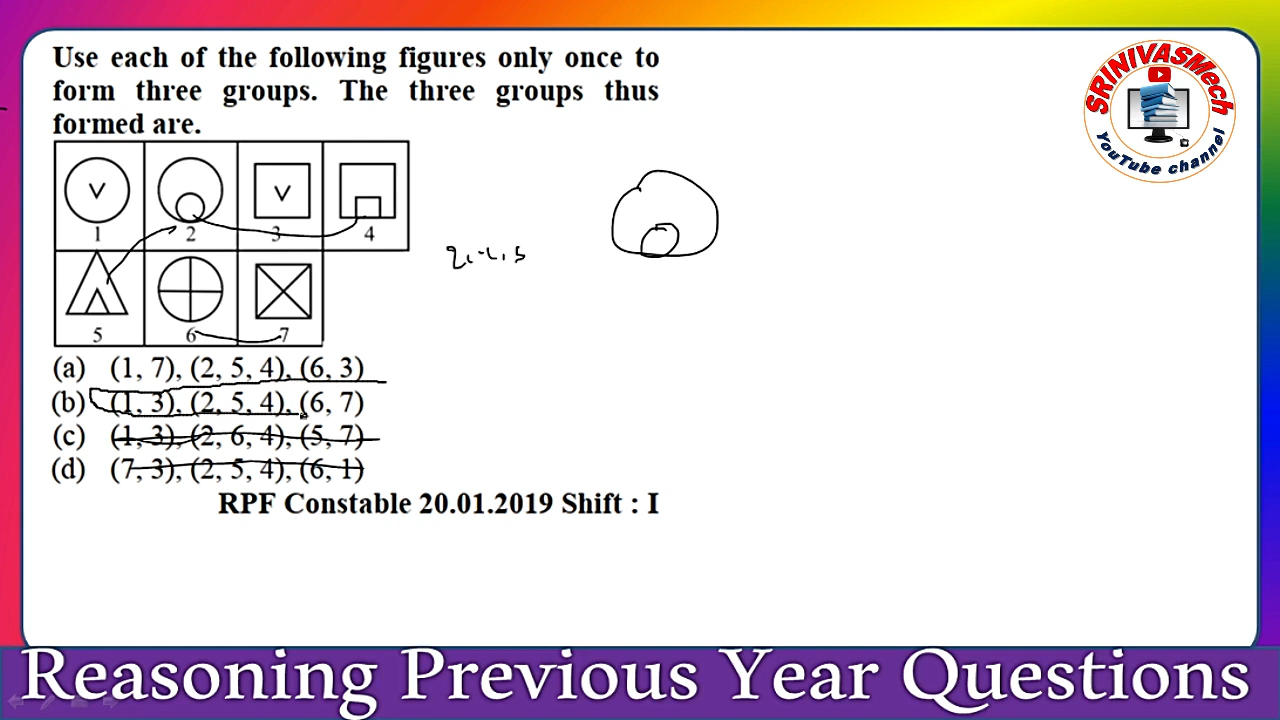 Use each of the following figures only once to
form three groups. The three groups thus
formed are.
v v
1 2 3 4
5 6 7
(a) (1, 7), (2, 5, 4), (6, 3)
(b) (1, 3), (2, 5, 4), (6, 7)
(c) (1, 3), (2, 6, 4), (5, 7)
(d) (7, 3), (2, 5, 4), (6, 1)
RPF Constable 20.01.2019 Shift : I
SRINIVASMech
YouTube channel
Reasoning Previous Year Questions